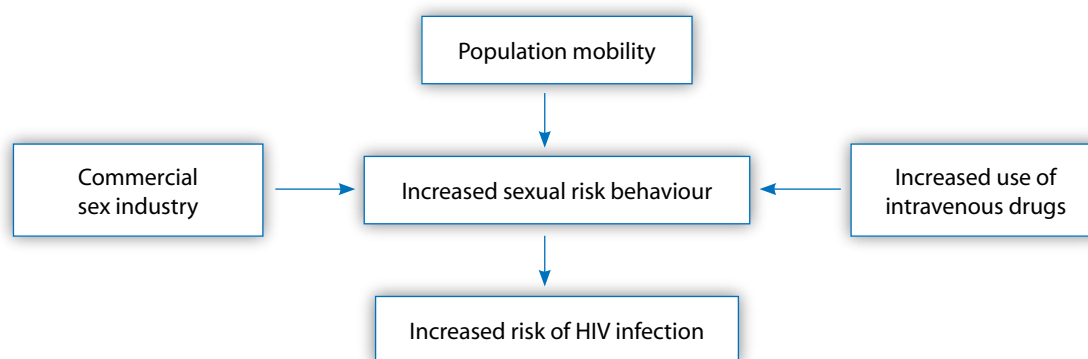 Population mobility
Commercial
sex industry
Increased sexual risk behaviour
Increased use of
intravenous drugs
Increased risk of HIV infection